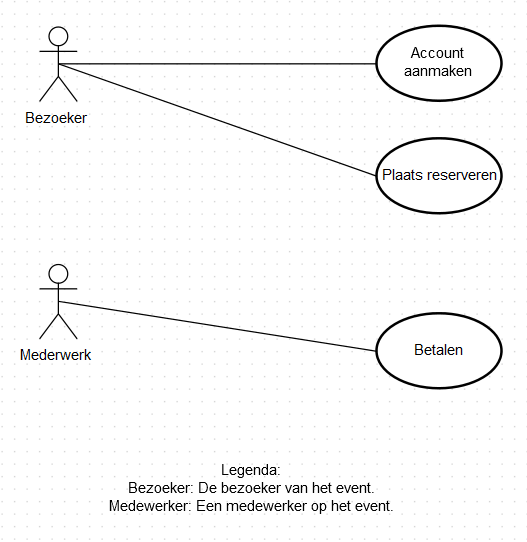 Account
aanmaken
Bezoeker
Plaats reserveren
Mederwerk
Betalen
Legenda:
Bezoeker: De bezoeker van het event.
Medewerker: Een medewerker op het event.